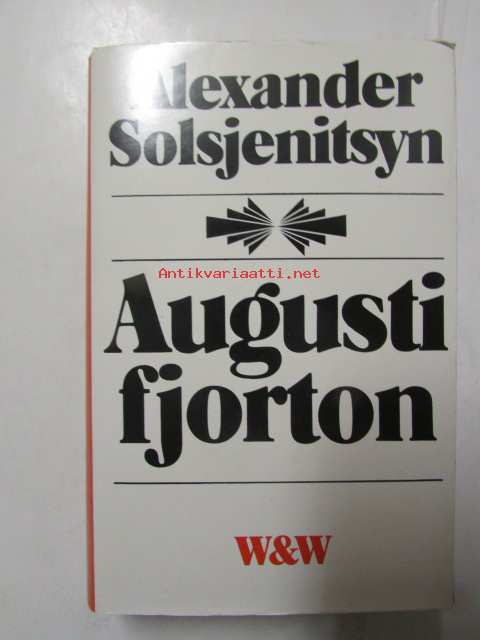 Alexander
Solsjenitsyn
Antikvariaatti.net
Augusti
fjorton
W&W